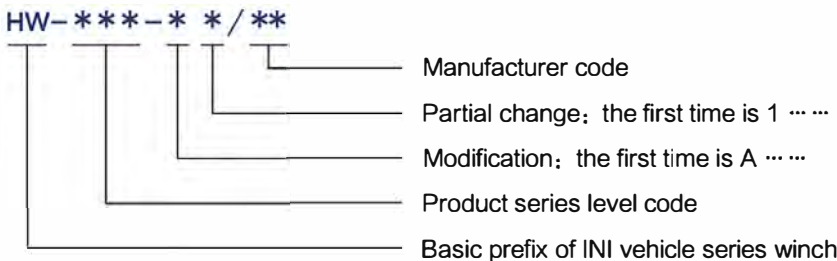 HW-***-* */**
Manufacturer code
Partial change: the first time is 1 ⋯ ⋯
Modification: the first time is A ⋯ ⋯
Product series level code
Basic prefix of INI vehicle series winch